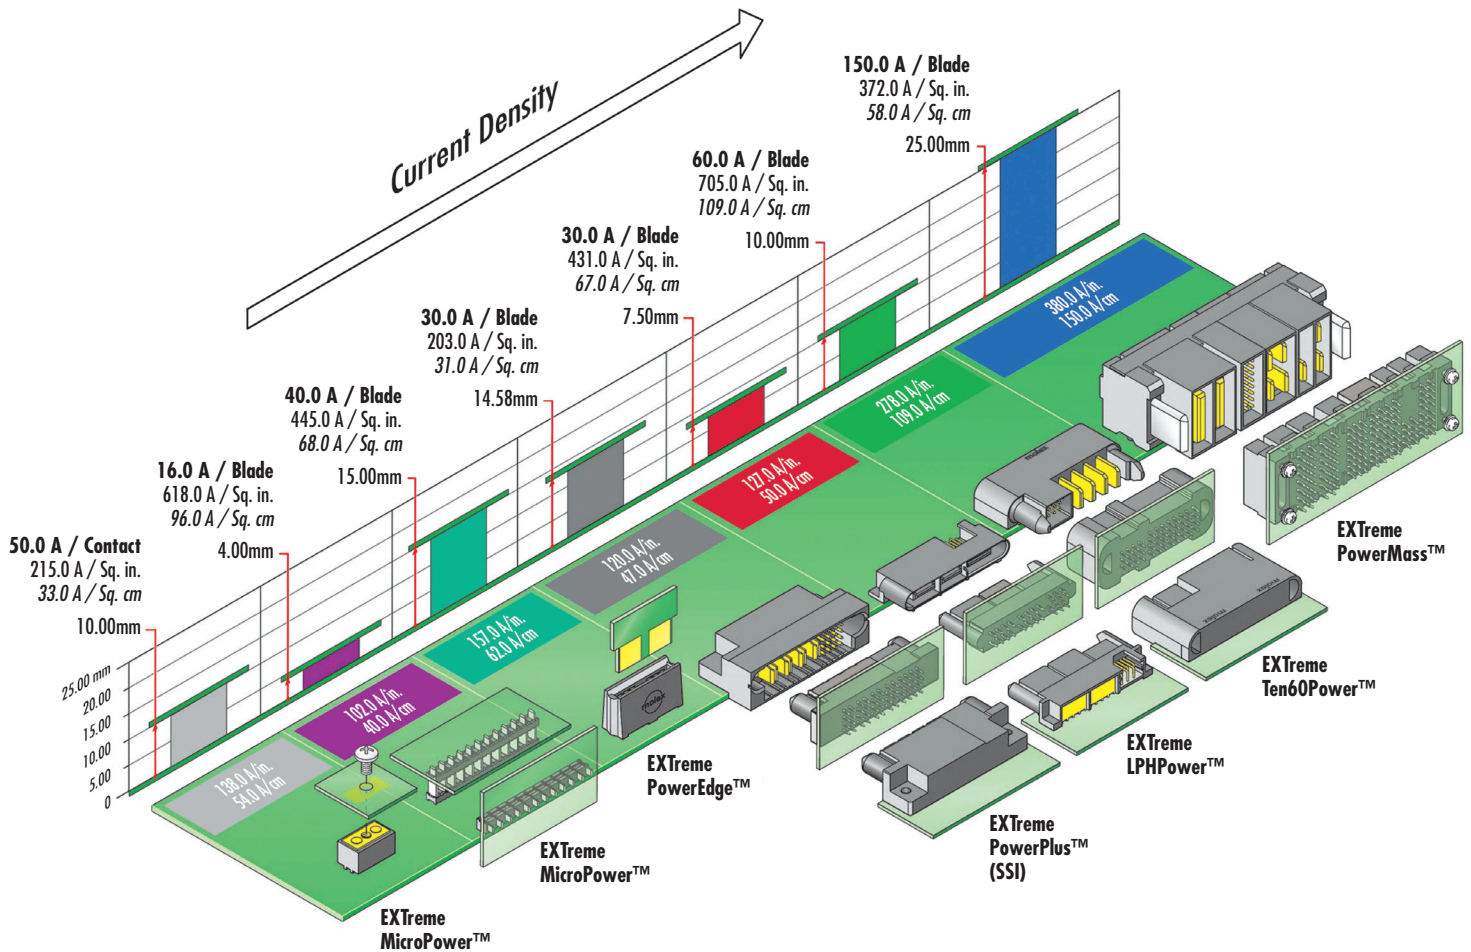 Current Density
150.0 A / Blade
372.0 A / Sq. in.
58.0 A / Sq. cm
25.00mm
60.0 A / Blade
705.0 A / Sq. in.
109.0 A / Sq. cm
10.00mm
30.0 A / Blade
431.0 A / Sq. in.
67.0 A / Sq. cm
7.50mm
30.0 A / Blade
203.0 A / Sq. in.
31.0 A / Sq. cm
14.58mm
40.0 A / Blade
445.0 A / Sq. in.
68.0 A / Sq. cm
15.00mm
16.0 A / Blade
618.0 A / Sq. in.
96.0 A / Sq. cm
4.00mm
50.0 A / Contact
215.0 A / Sq. in.
33.0 A / Sq. cm
10.00mm
25.00 mm
20.00
15.00
10.00
5.00
0
380.0 A/in.
150.0 A/cm
278.0 A/in.
109.0 A/cm
127.0 A/in.
50.0 A/cm
120.0 A/in.
47.0 A/cm
157.0 A/in.
62.0 A/cm
102.0 A/in.
40.0 A/cm
138.0 A/in.
54.0 A/cm
molex
molex
molex
EXTreme
PowerMass™
EXTreme
Ten60Power™
EXTreme
LPHPower™
EXTreme
PowerPlus™
(SSI)
EXTreme
PowerEdge™
EXTreme
MicroPower™
EXTreme
MicroPower™